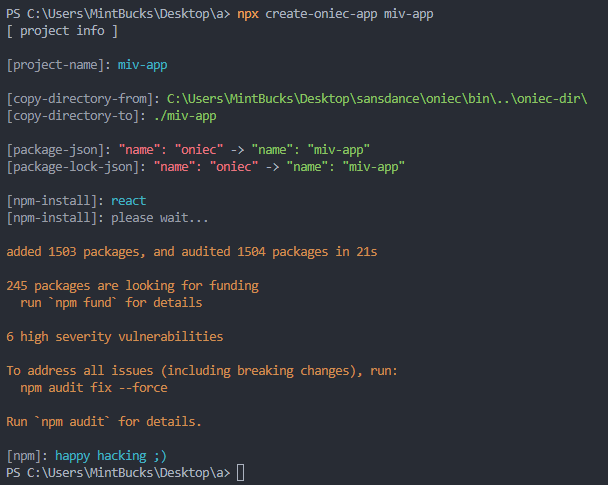 PS C:\Users\MintBucks\Desktop\a> npx create-oniec-app miv-app
[ project info ]
[project-name]: miv-app
[copy-directory-from]: C:\Users\MintBucks\Desktop\sansdance\oniec\bin\..\oniec-dir\
[copy-directory-to]: ./miv-app
[package-json]: "name": "oniec" -> "name": "miv-app"
[package-lock-json]: "name": "oniec" -> "name": "miv-app"
[npm-install]: react
[npm-install]: please wait...
added 1503 packages, and audited 1504 packages in 21s
245 packages are looking for funding
run `npm fund` for details
6 high severity vulnerabilities
To address all issues (including breaking changes), run:
npm audit fix --force
Run `npm audit` for details.
[npm]: happy hacking ;)
PS C:\Users\MintBucks\Desktop\a>